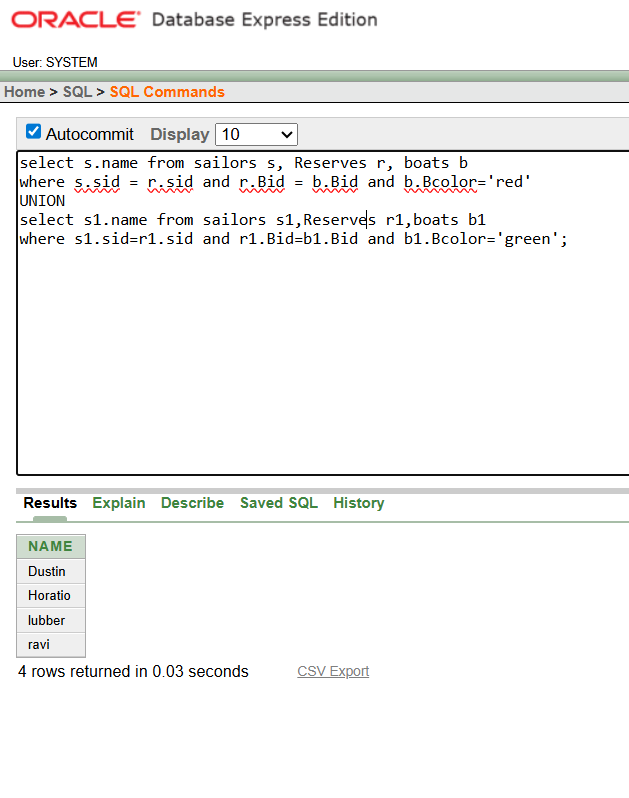 ORACLE Database Express Edition
User: SYSTEM
Home > SQL > SQL Commands
Autocommit Display 10
select s.name from sailors s, Reserves r, boats b
where s.sid = r.sid and r.Bid = b.Bid and b.Bcolor='red'
UNION
select s1.name from sailors s1,Reserves r1,boats b1
where s1.sid=r1.sid and r1.Bid=b1.Bid and b1.Bcolor='green';
Results Explain Describe Saved SQL History
NAME
Dustin
Horatio
lubber
ravi
4 rows returned in 0.03 seconds CSV Export